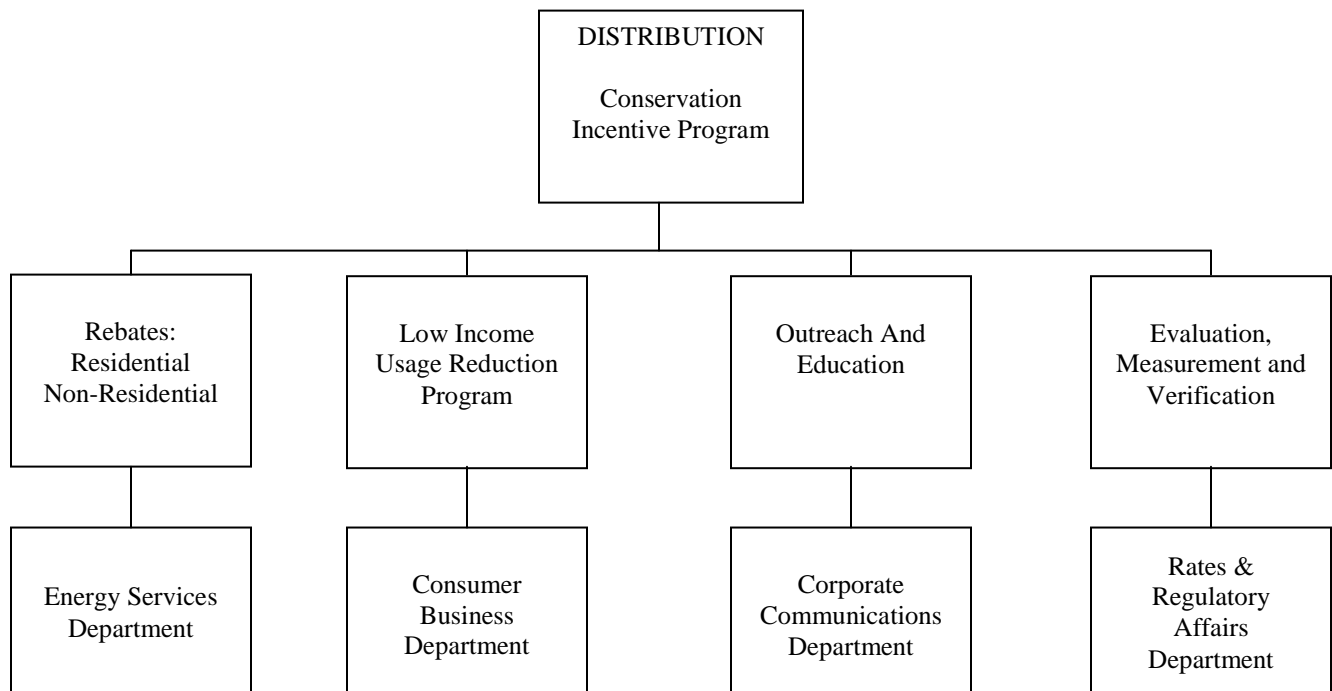 DISTRIBUTION
Conservation
Incentive Program
Rebates:
Residential
Non-Residential
Low Income
Usage Reduction
Program
Outreach And
Education
Evaluation,
Measurement and
Verification
Energy Services
Department
Consumer
Business
Department
Corporate
Communications
Department
Rates &
Regulatory
Affairs
Department